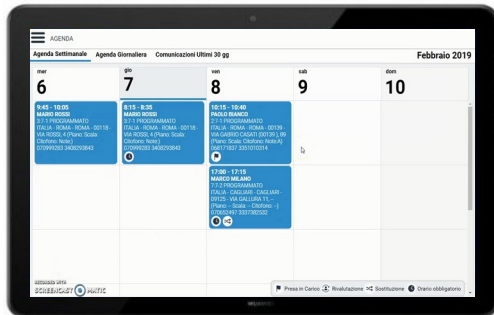 AGENDA
Agenda Settimanale Agenda Giornaliera Comunicazioni Ultimi 30 gg Febbraio 2019
mer gio ven sab dom
6 7 8 9 10
9:45 - 10:05
MARIO ROSSI
3.7-1 PROGRAMMATO
ITALIA - ROMA - ROMA - 00118 -
VIA ROSSI, 4 (Piano: Scala:
Citofono: Note:)
070999283 3408293843
8:15 - 8:35
MARIO ROSSI
3.7-1 PROGRAMMATO
ITALIA - ROMA - ROMA - 00118 -
VIA ROSSI, 4 (Piano: Scala:
Citofono: Note:)
070999283 3408293843
10:15 - 10:40
PAOLO BIANCO
2.7-1 PROGRAMMATO
ITALIA - ROMA - ROMA - 00139 -
VIA GABRIO CASATI (00139 ), 89
(Piano: Scala: Citofono: Note:A)
068171837 3351010314
17:00 - 17:15
MARCO MILANO
7.7-2 PROGRAMMATO
ITALIA - CAGLIARI - CAGLIARI -
09125 - VIA GALLURA 11, --
(Piano: -- Scala: -- Citofono: --)
070652497 3337382532
Presa in Carico Rivalutazione Sostituzione Orario obbligatorio
RECORDED WITH
SCREENCAST MATIC